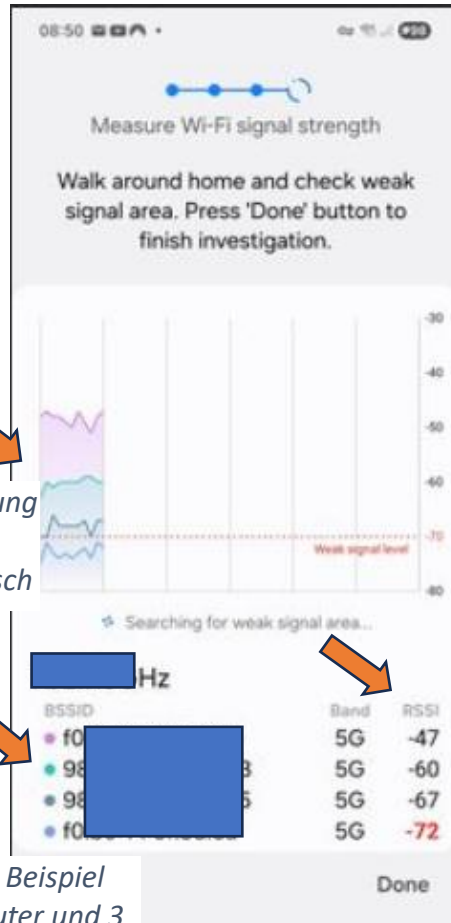 08:50
Measure Wi-Fi signal strength
Walk around home and check weak
signal area. Press 'Done' button to
finish investigation.
-30
-40
-50
-60
-70
Weak signal level
-80
ung
sch
Searching for weak signal area...
Hz
BSSID Band RSSI
f0 5G -47
98 3 5G -60
98 5G -67
f0 5G -72
Beispiel
uter und 3
Done